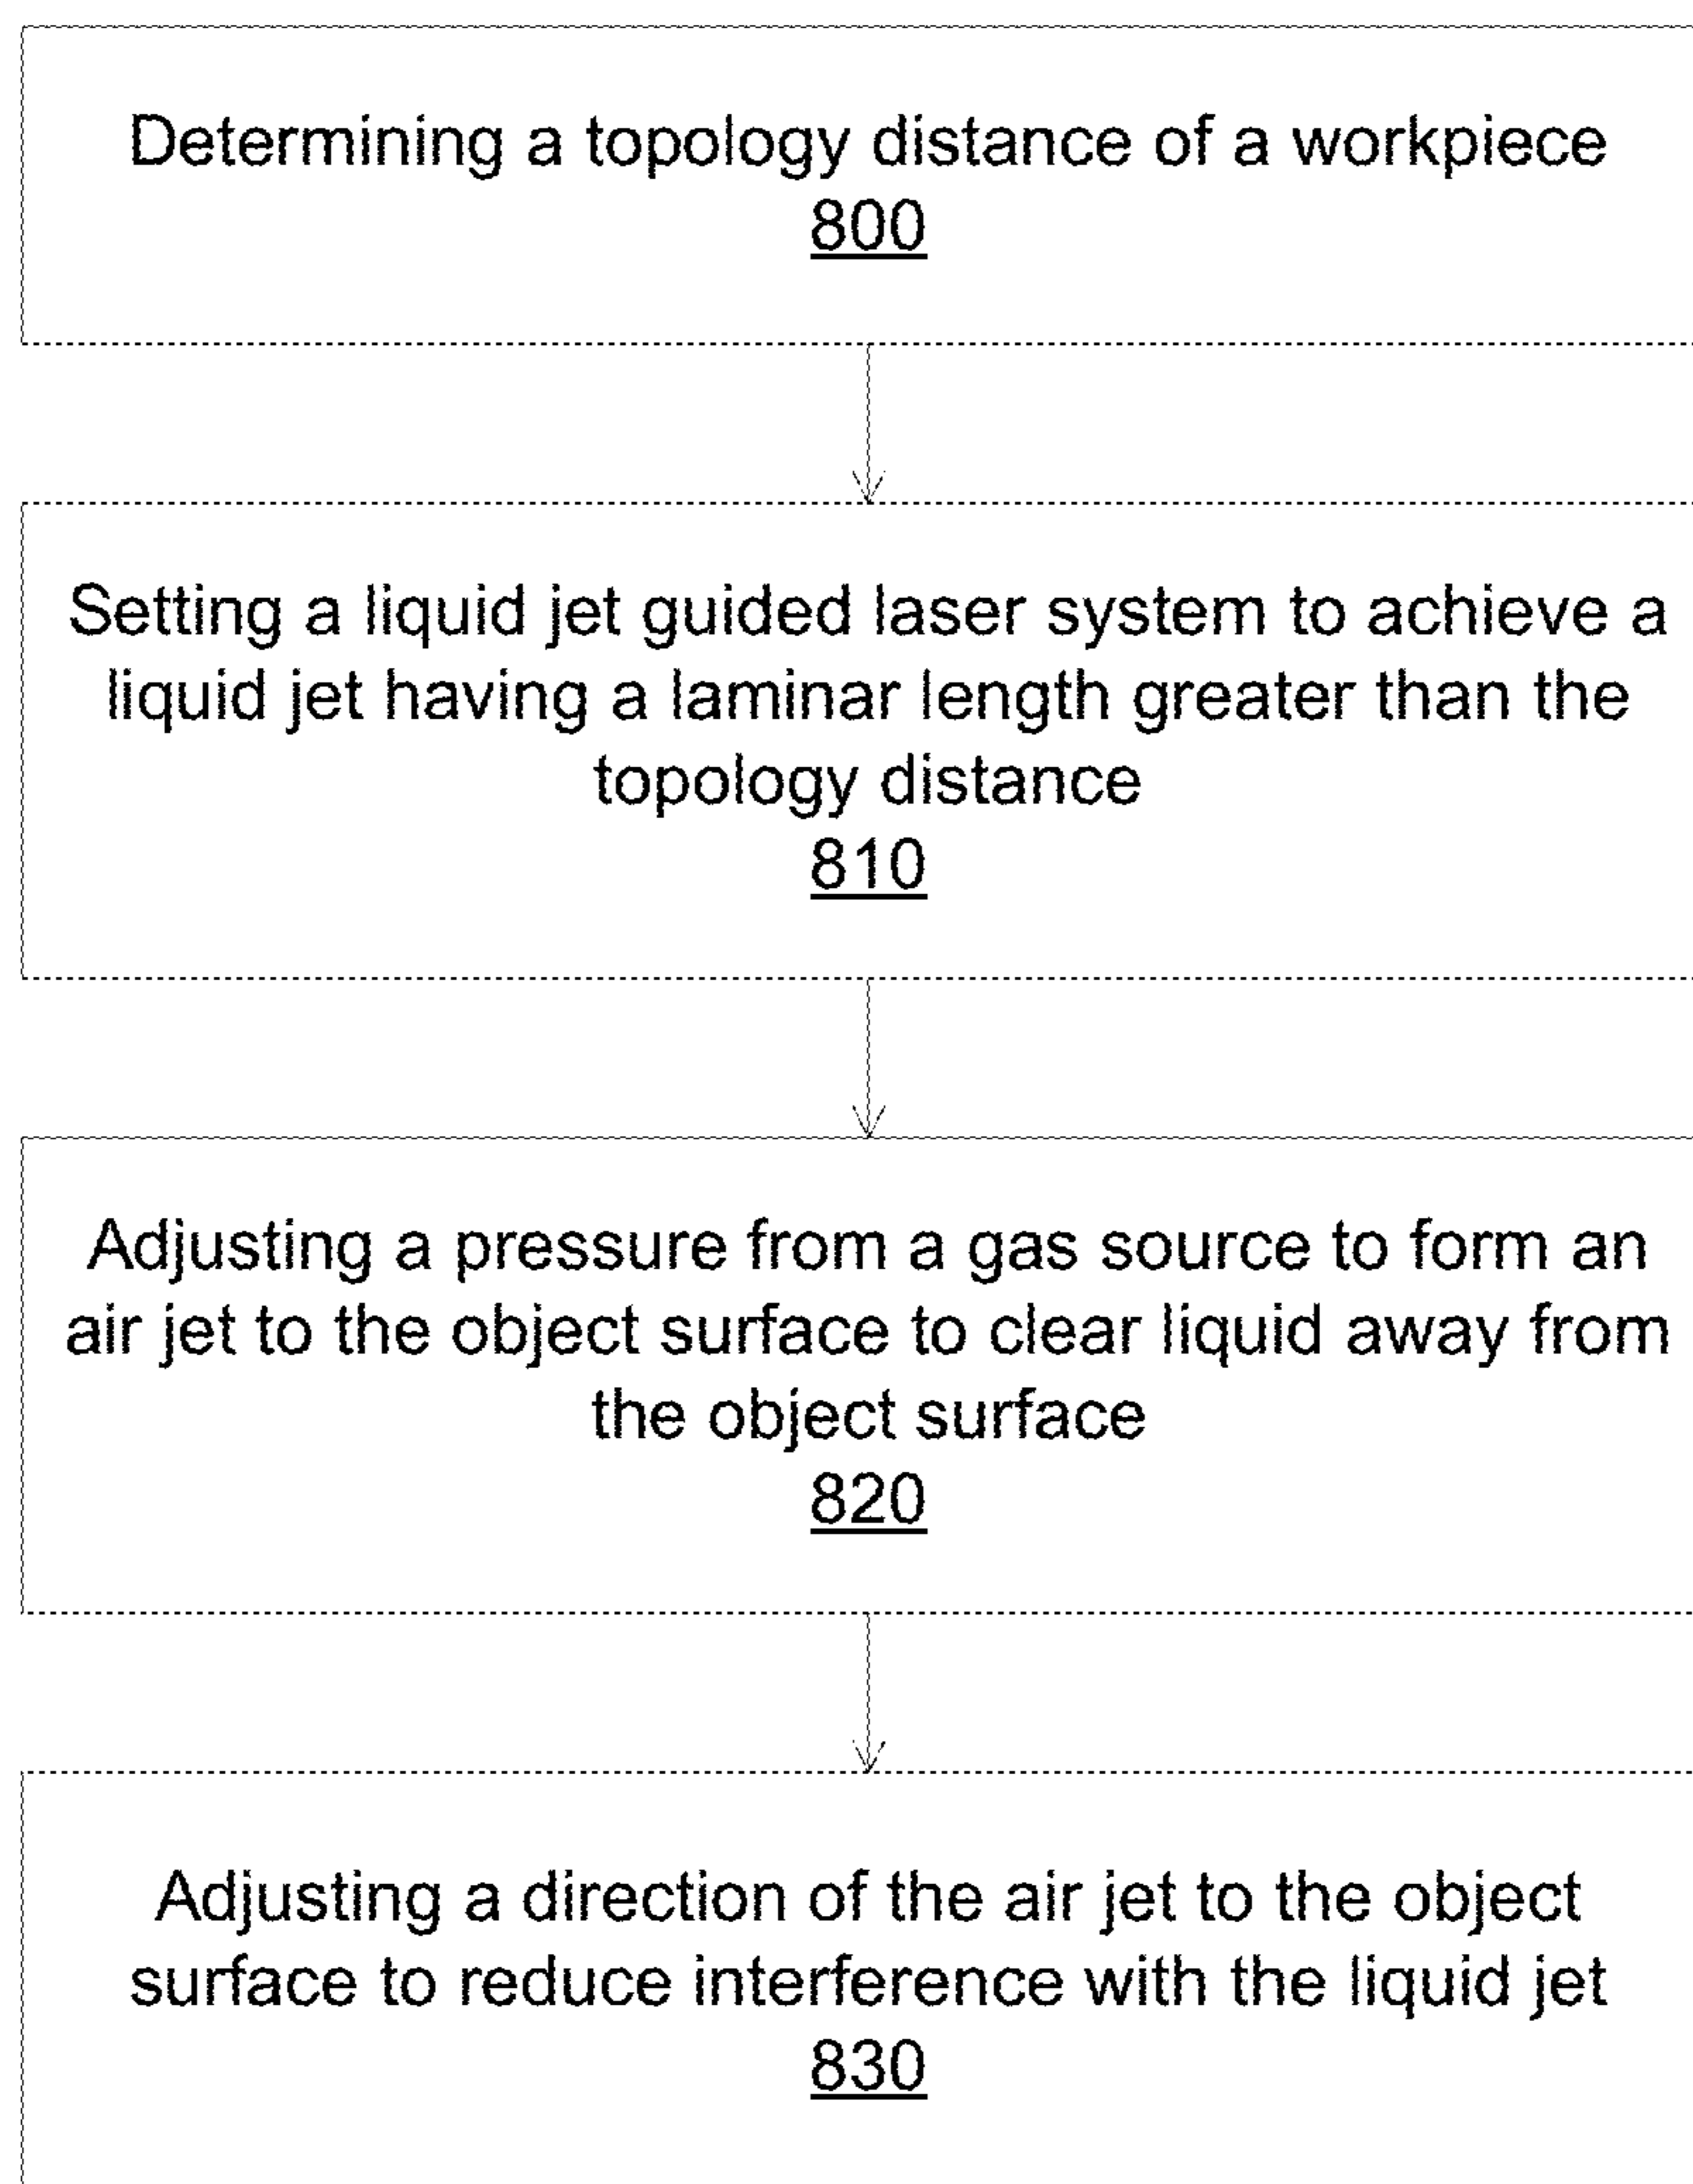 Determining a topology distance of a workpiece
800
Setting a liquid jet guided laser system to achieve a
liquid jet having a laminar length greater than the
topology distance
810
Adjusting a pressure from a gas source to form an
air jet to the object surface to clear liquid away from
the object surface
820
Adjusting a direction of the air jet to the object
surface to reduce interference with the liquid jet
830